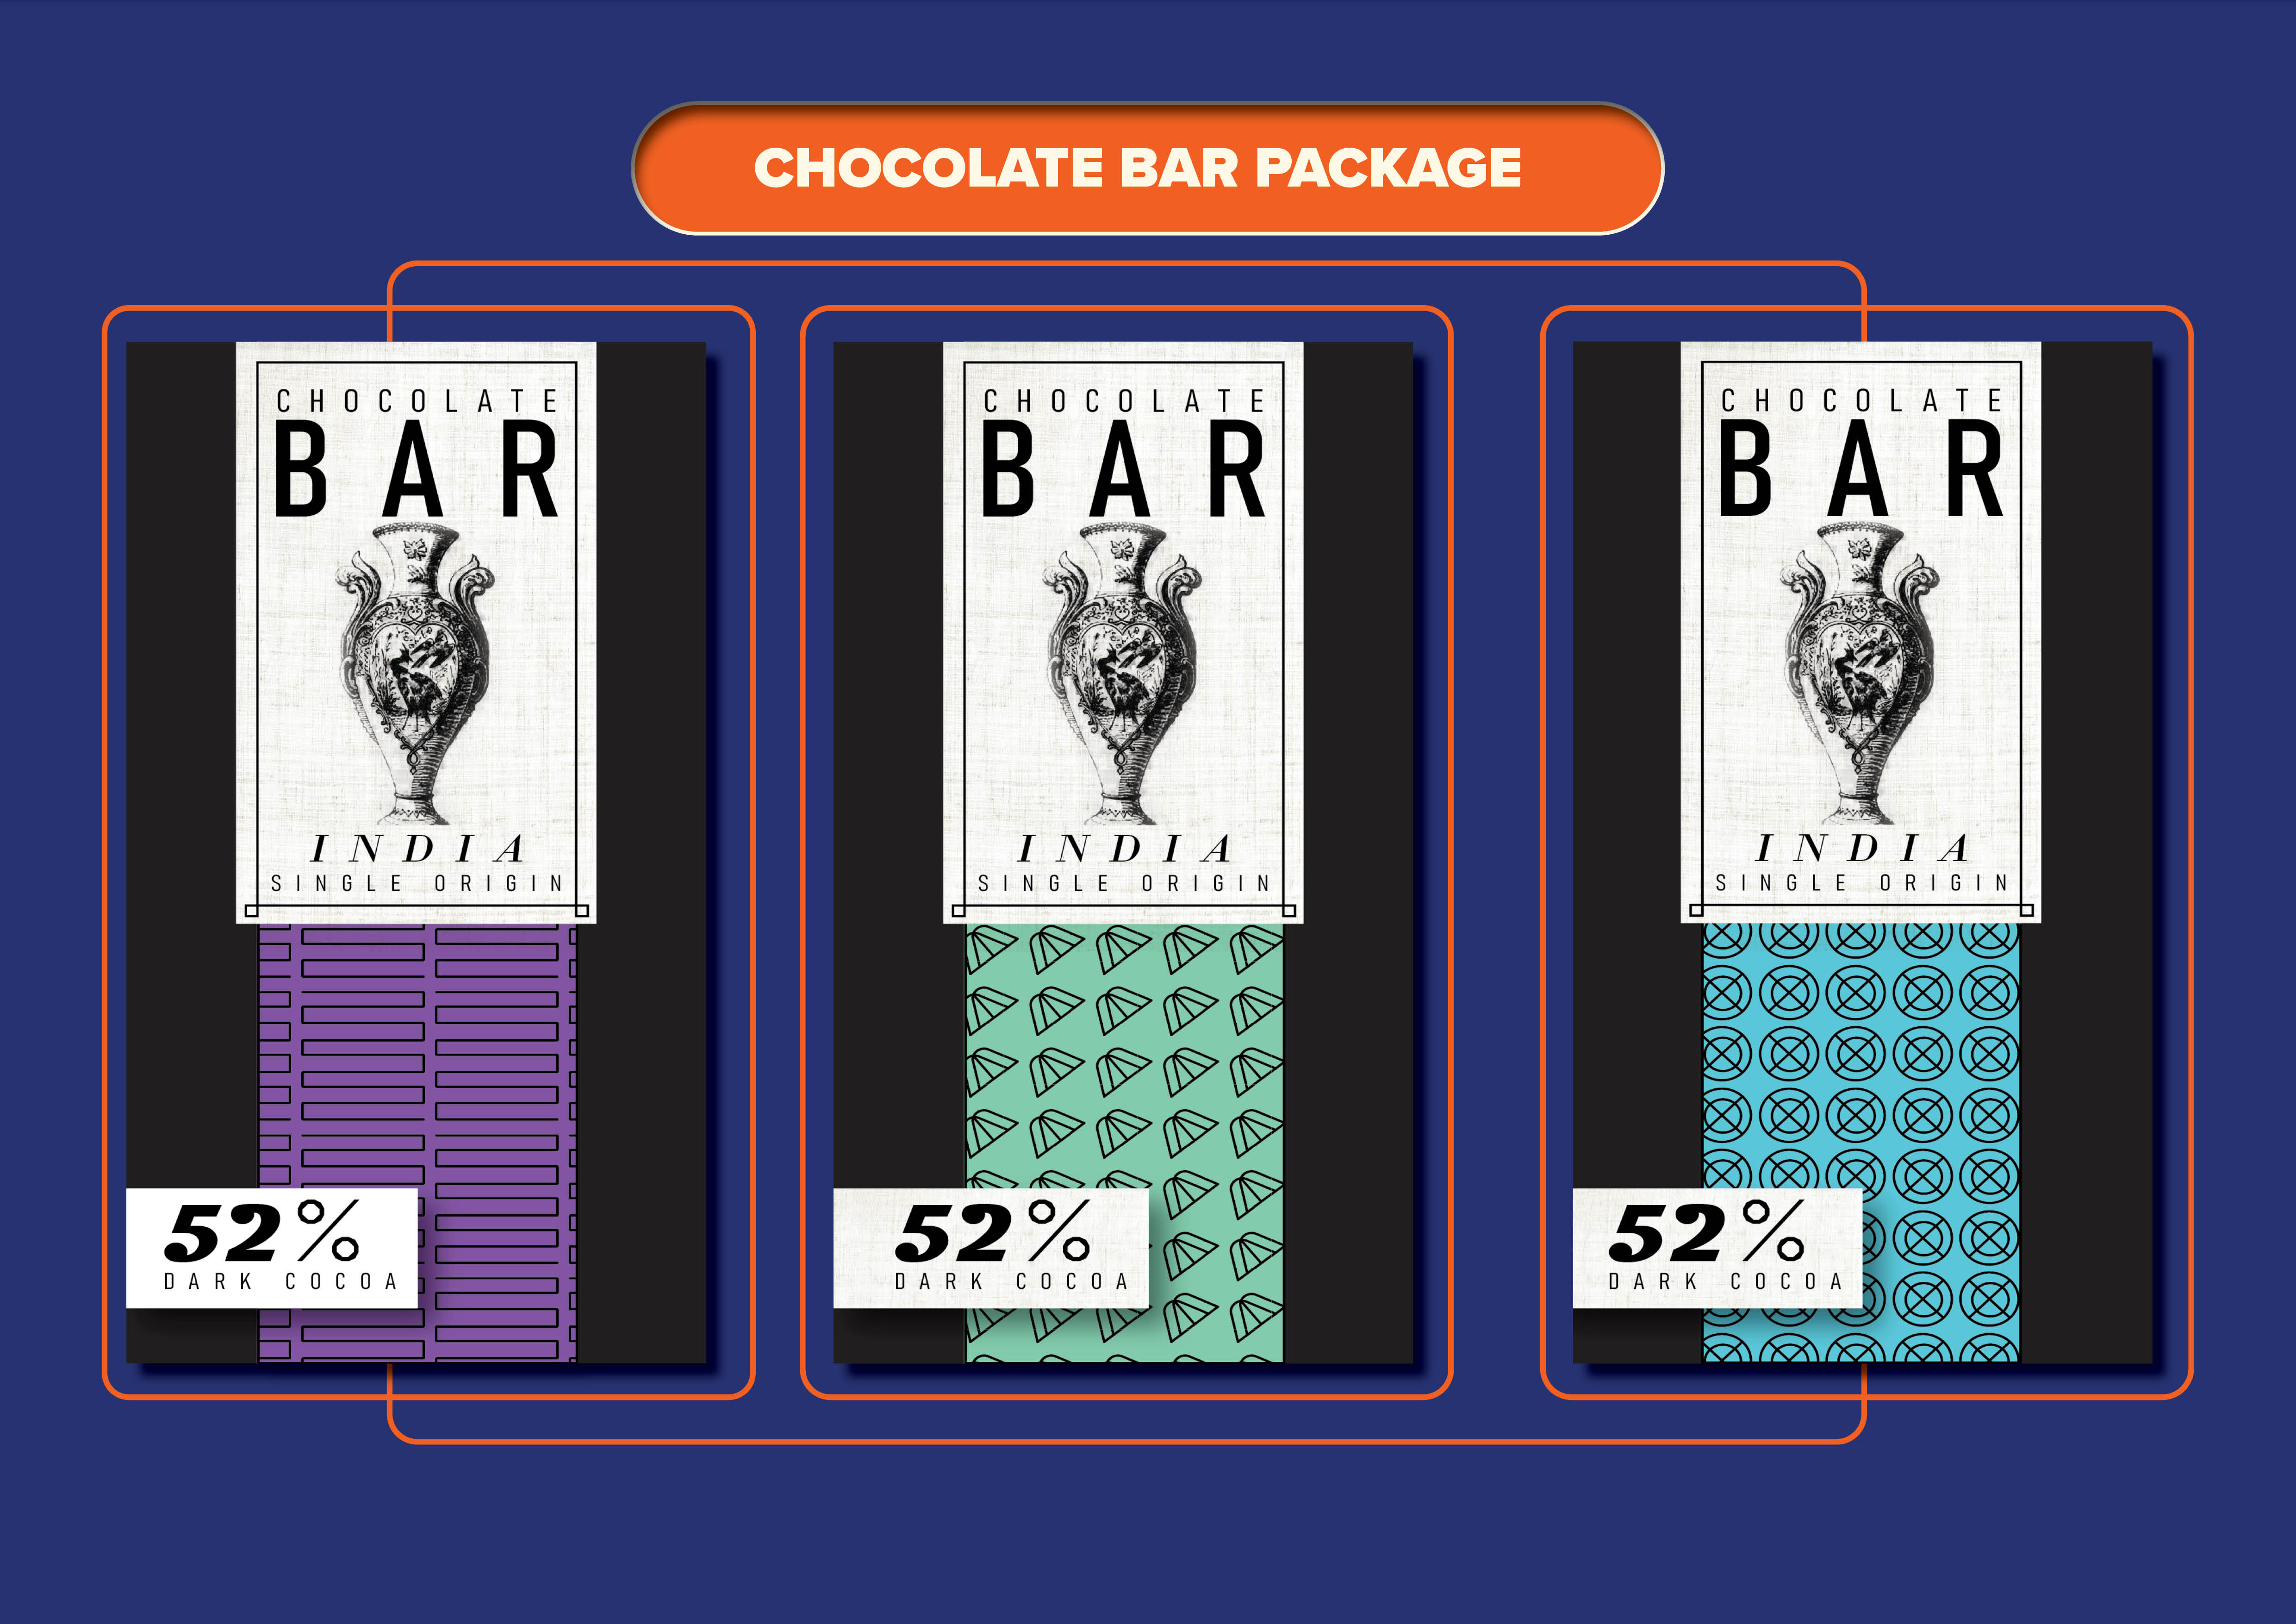 CHOCOLATE BAR PACKAGE
CHOCOLATE
BAR
INDIA
SINGLE ORIGIN
52%
DARK COCOA
CHOCOLATE
BAR
INDIA
SINGLE ORIGIN
52%
DARK COCOA
CHOCOLATE
BAR
INDIA
SINGLE ORIGIN
52%
DARK COCOA